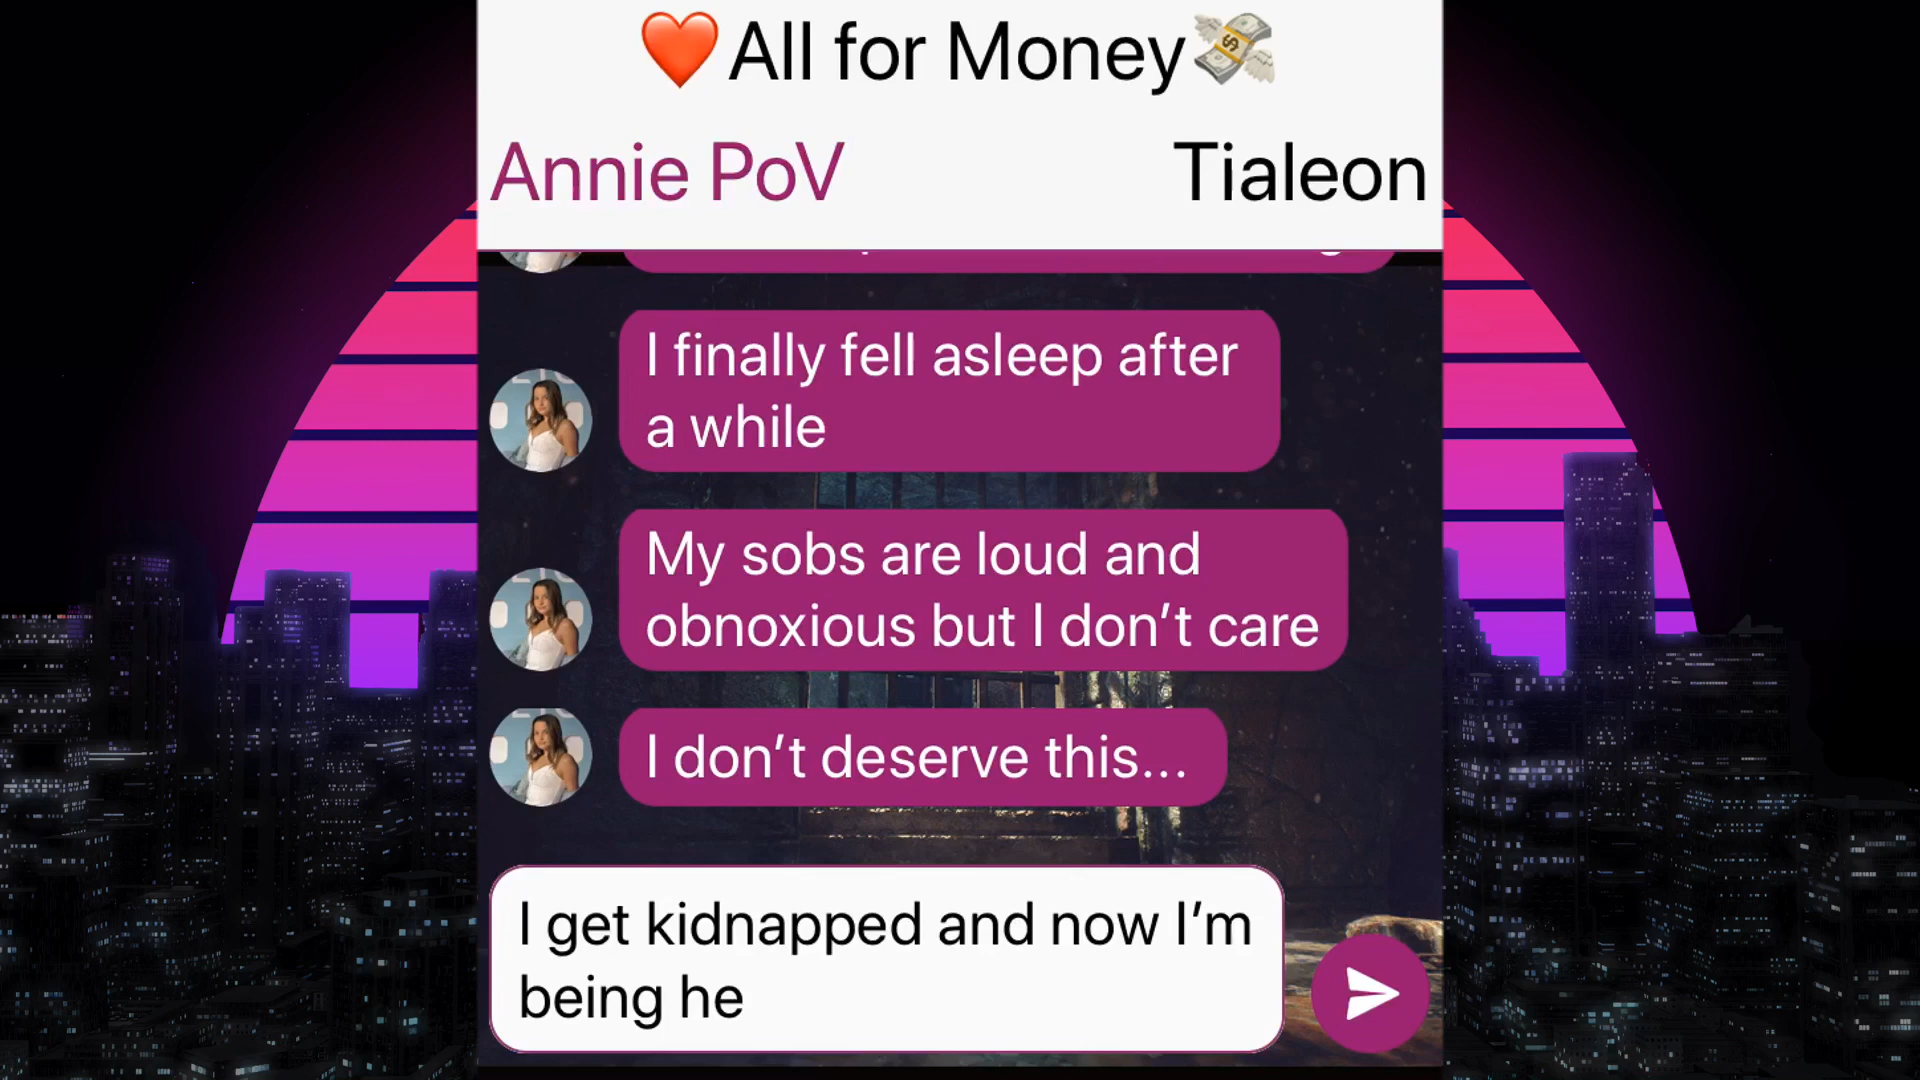 ❤️All for Money💸
Annie PoV
Tialeon
I finally fell asleep after
a while
My sobs are loud and
obnoxious but I don’t care
I don’t deserve this...
I get kidnapped and now I’m
being he